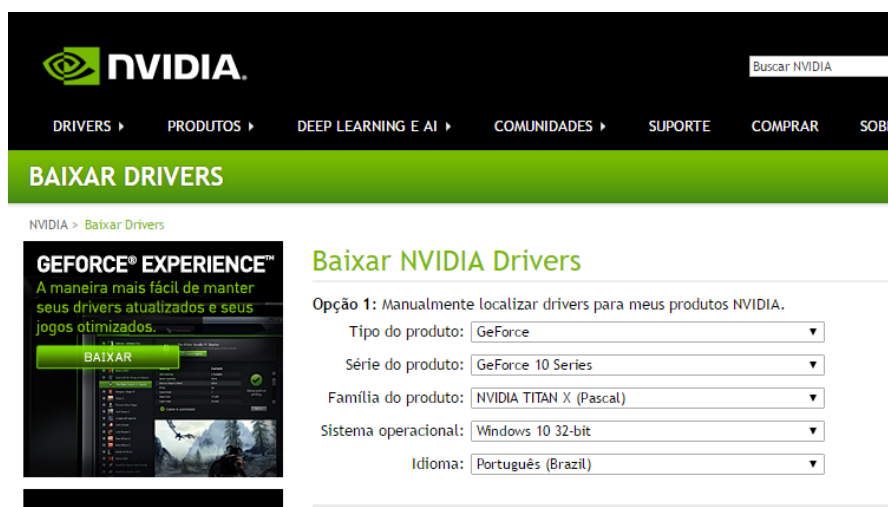 NVIDIA.
Buscar NVIDIA
DRIVERS PRODUTOS DEEP LEARNING E AI COMUNIDADES SUPORTE COMPRAR
BAIXAR DRIVERS
NVIDIA > Baixar Drivers
GEFORCE® EXPERIENCE™
A maneira mais fácil de manter
seus drivers atualizados e seus
jogos otimizados.
BAIXAR
Baixar NVIDIA Drivers
Opção 1: Manualmente localizar drivers para meus produtos NVIDIA.
Tipo do produto: GeForce
Série do produto: GeForce 10 Series
Família do produto: NVIDIA TITAN X (Pascal)
Sistema operacional: Windows 10 32-bit
Idioma: Português (Brazil)